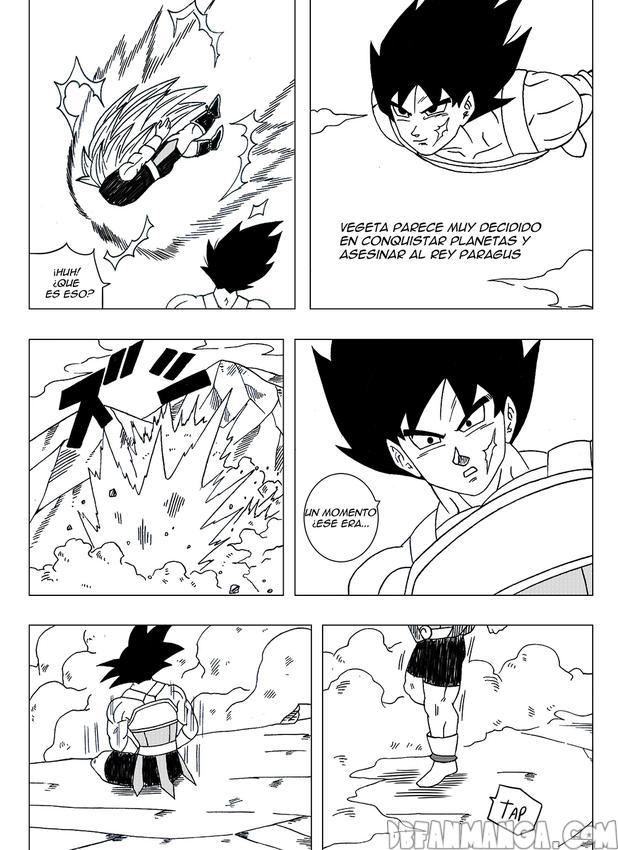 VEGETA PARECE MUY DECIDIDO
EN CONQUISTAR PLANETAS Y
ASESINAR AL REY PARAGUS
¡HUH!
¿QUE
ES ESO?
UN MOMENTO
¿ESE ERA...
ズン
TAP
DBFANMANGA.COM